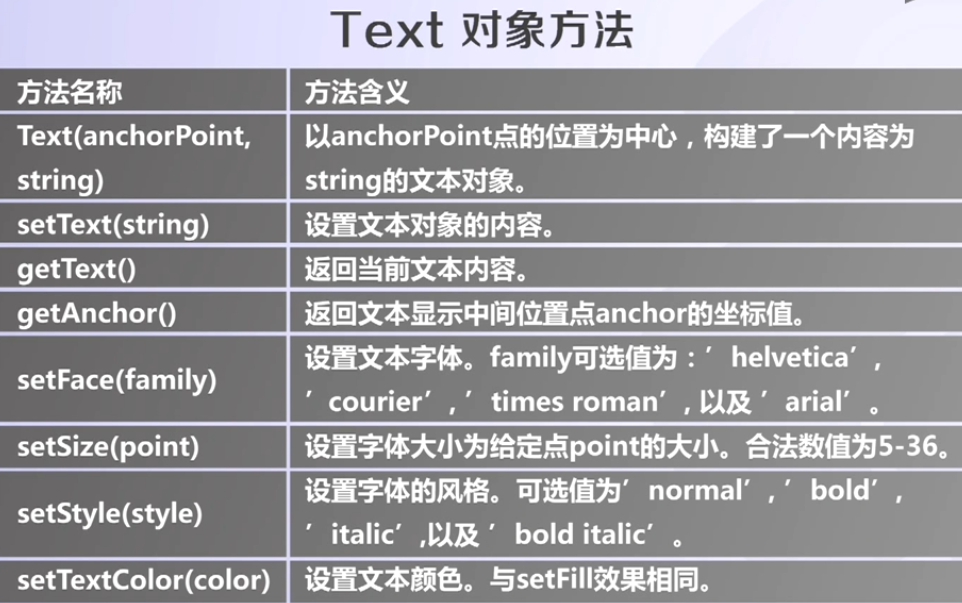 Text 对象方法
方法名称
方法含义
Text(anchorPoint,
string)
以anchorPoint点的位置为中心，构建了一个内容为
string的文本对象。
setText(string)
设置文本对象的内容。
getText()
返回当前文本内容。
getAnchor()
返回文本显示中间位置点anchor的坐标值。
setFace(family)
设置文本字体。family可选值为：’helvetica’,
’courier’,’times roman’, 以及 ’arial’。
setSize(point)
设置字体大小为给定点point的大小。合法数值为5-36。
setStyle(style)
设置字体的风格。可选值为’normal’,’bold’,
’italic’,以及 ’bold italic’。
setTextColor(color)
设置文本颜色。与setFill效果相同。